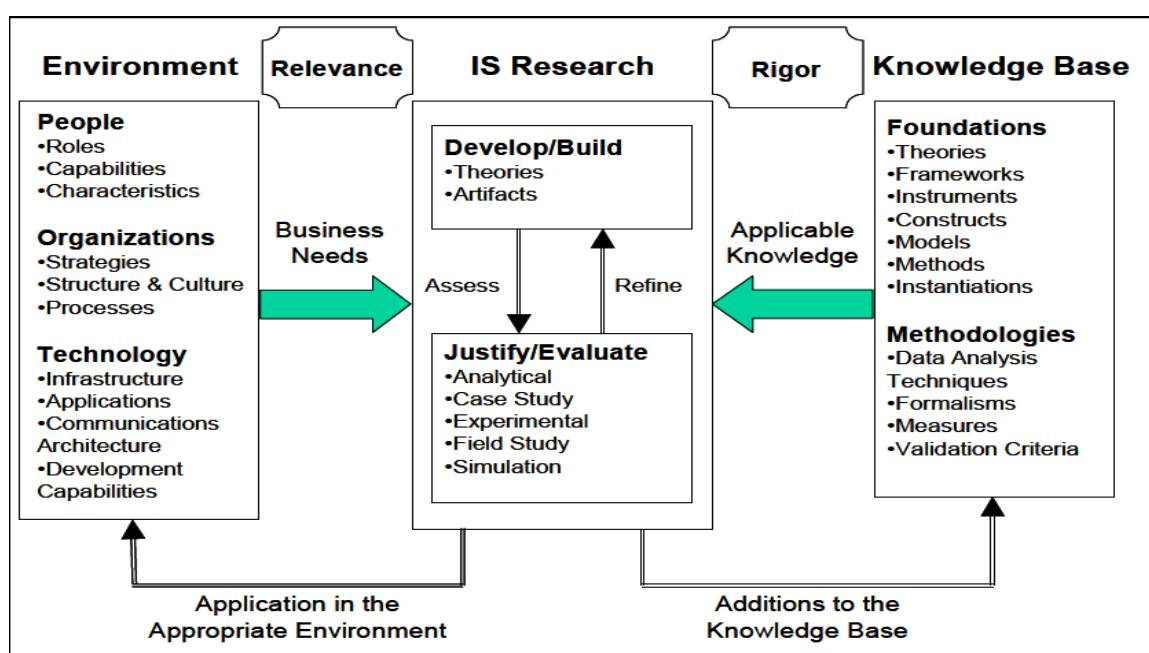 Environment
Relevance
IS Research
Rigor
Knowledge Base
People
•Roles
•Capabilities
•Characteristics
Organizations
•Strategies
•Structure & Culture
•Processes
Technology
•Infrastructure
•Applications
•Communications
Architecture
•Development
Capabilities
Business
Needs
Develop/Build
•Theories
•Artifacts
Assess
Refine
Justify/Evaluate
•Analytical
•Case Study
•Experimental
•Field Study
•Simulation
Applicable
Knowledge
Foundations
•Theories
•Frameworks
•Instruments
•Constructs
•Models
•Methods
•Instantiations
Methodologies
•Data Analysis
Techniques
•Formalisms
•Measures
•Validation Criteria
Application in the
Appropriate Environment
Additions to the
Knowledge Base